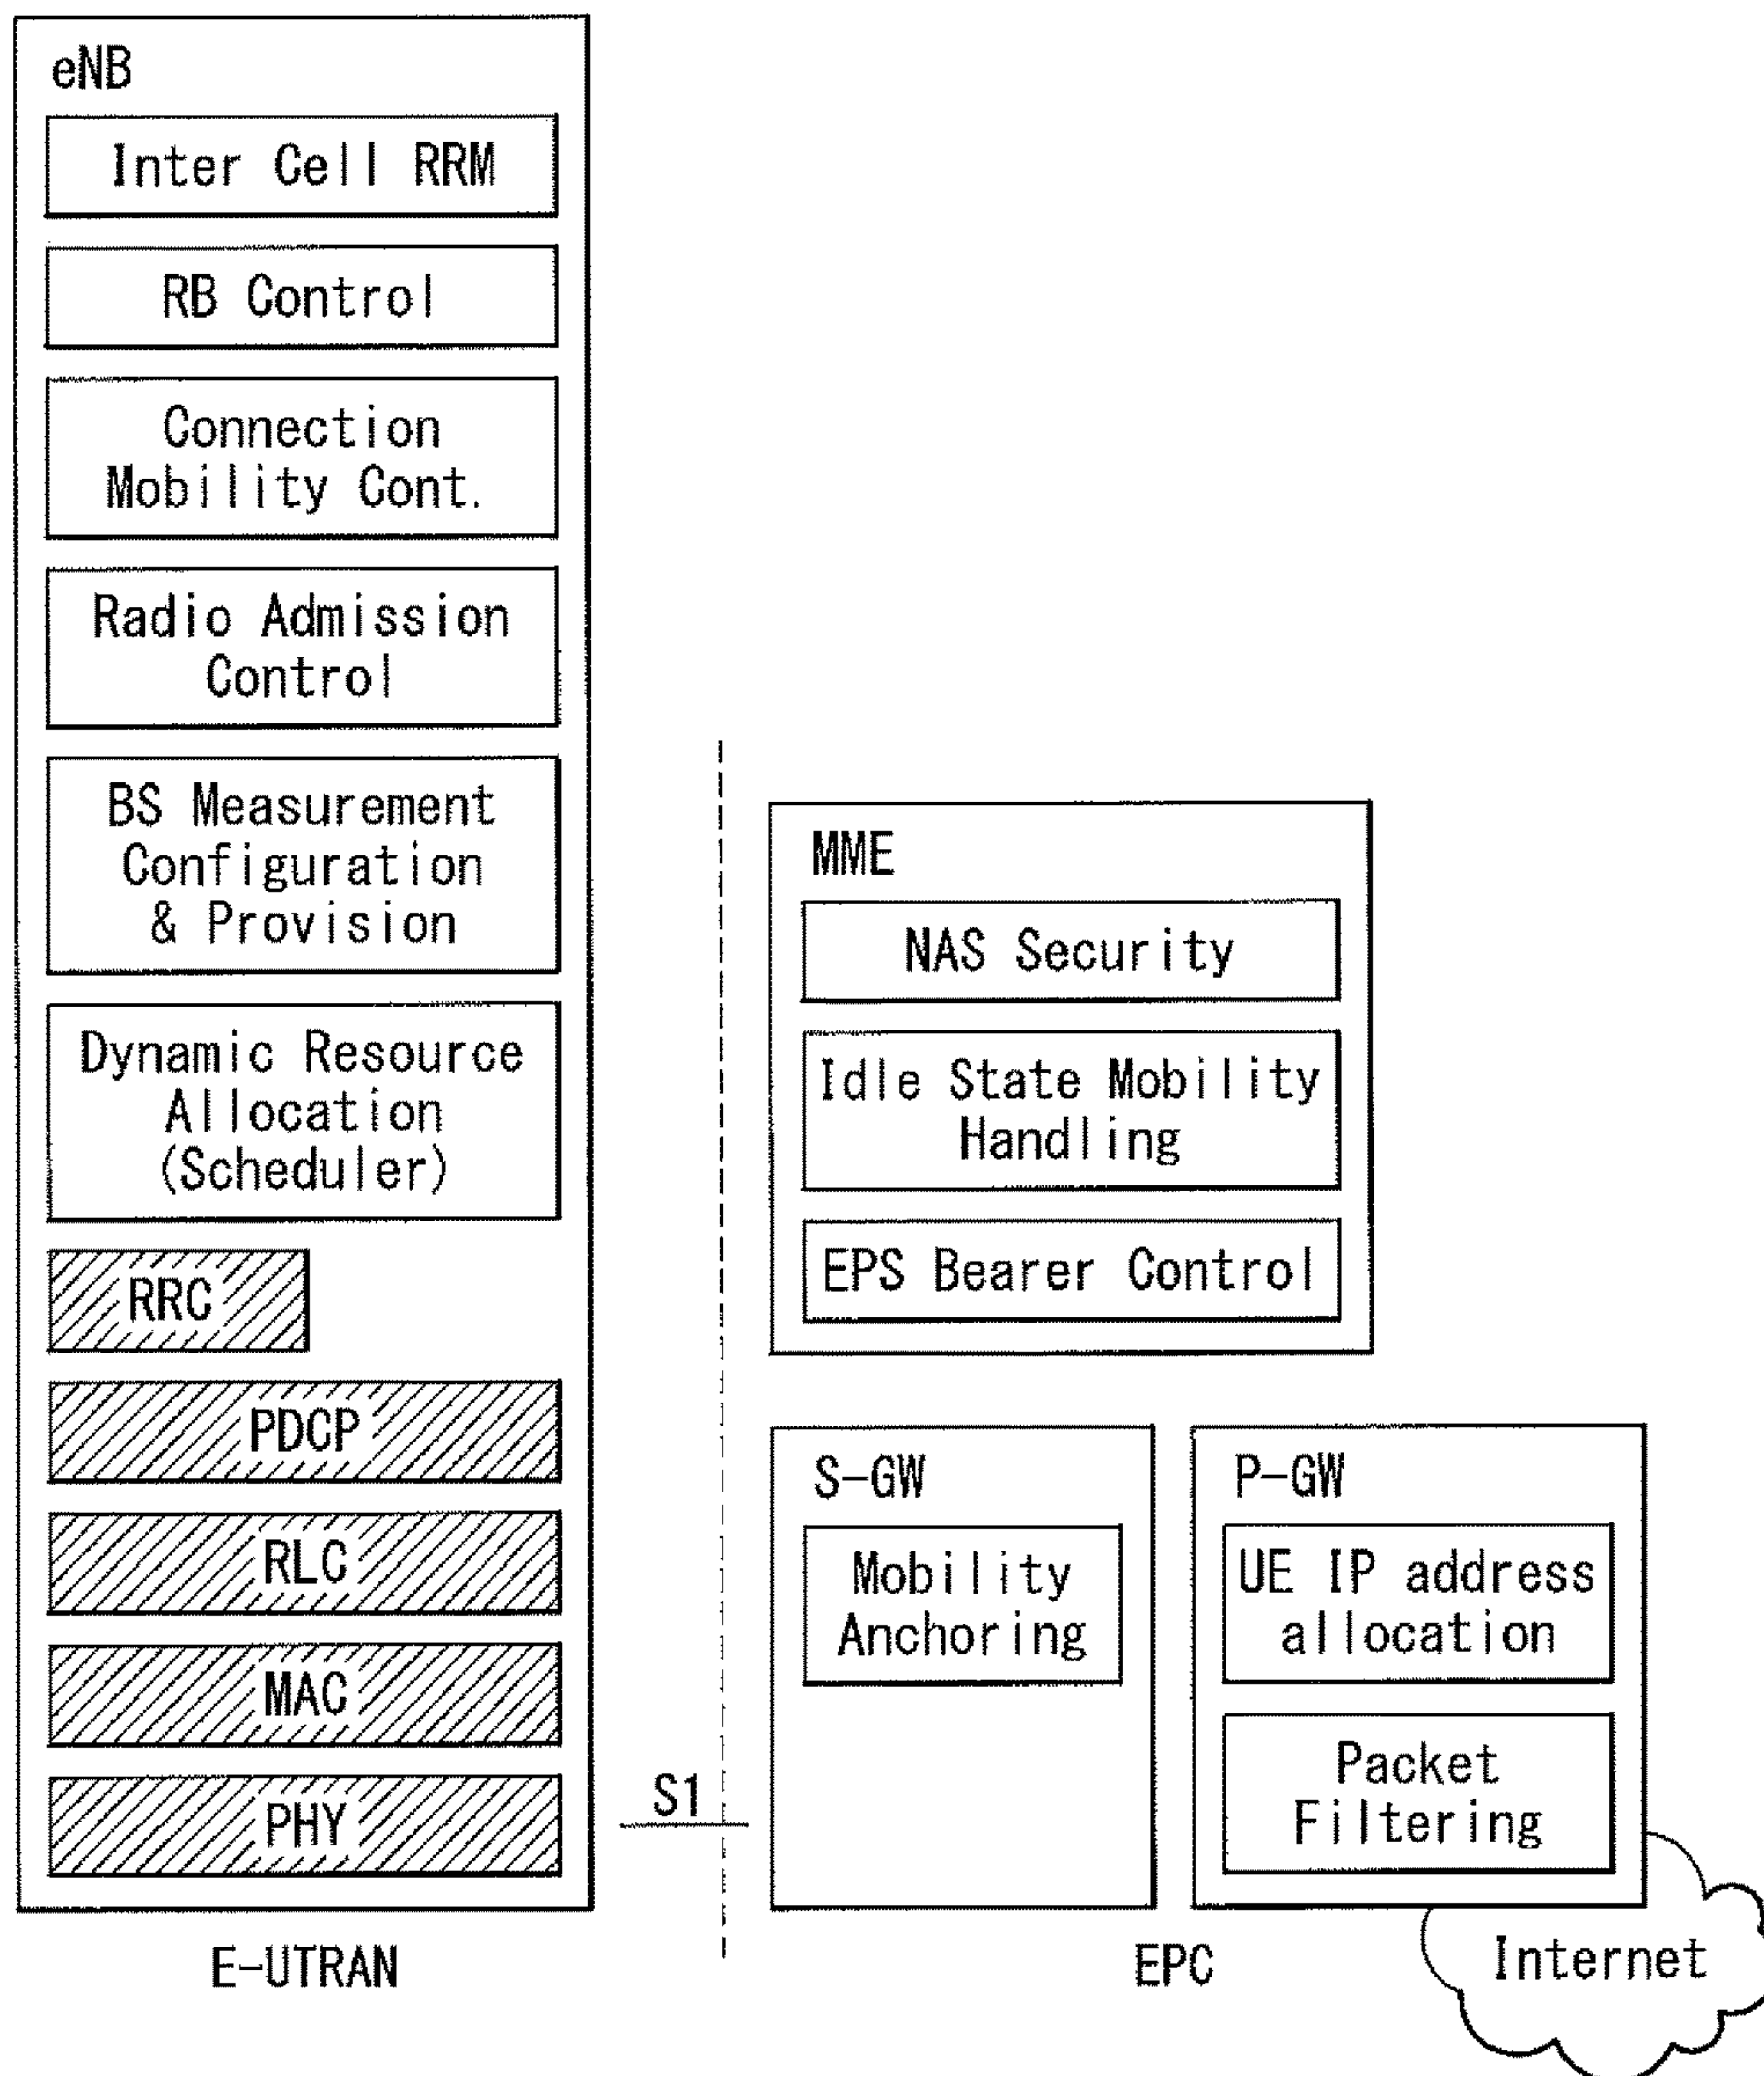 eNB
Inter Cell RRM
RB Control
Connection
Mobility Cont.
Radio Admission
Control
BS Measurement
Configuration
& Provision
Dynamic Resource
Allocation
(Scheduler)
RRC
PDCP
RLC
MAC
PHY
S1
E-UTRAN
MME
NAS Security
Idle State Mobility
Handling
EPS Bearer Control
S-GW
Mobility
Anchoring
P-GW
UE IP address
allocation
Packet
Filtering
EPC
Internet